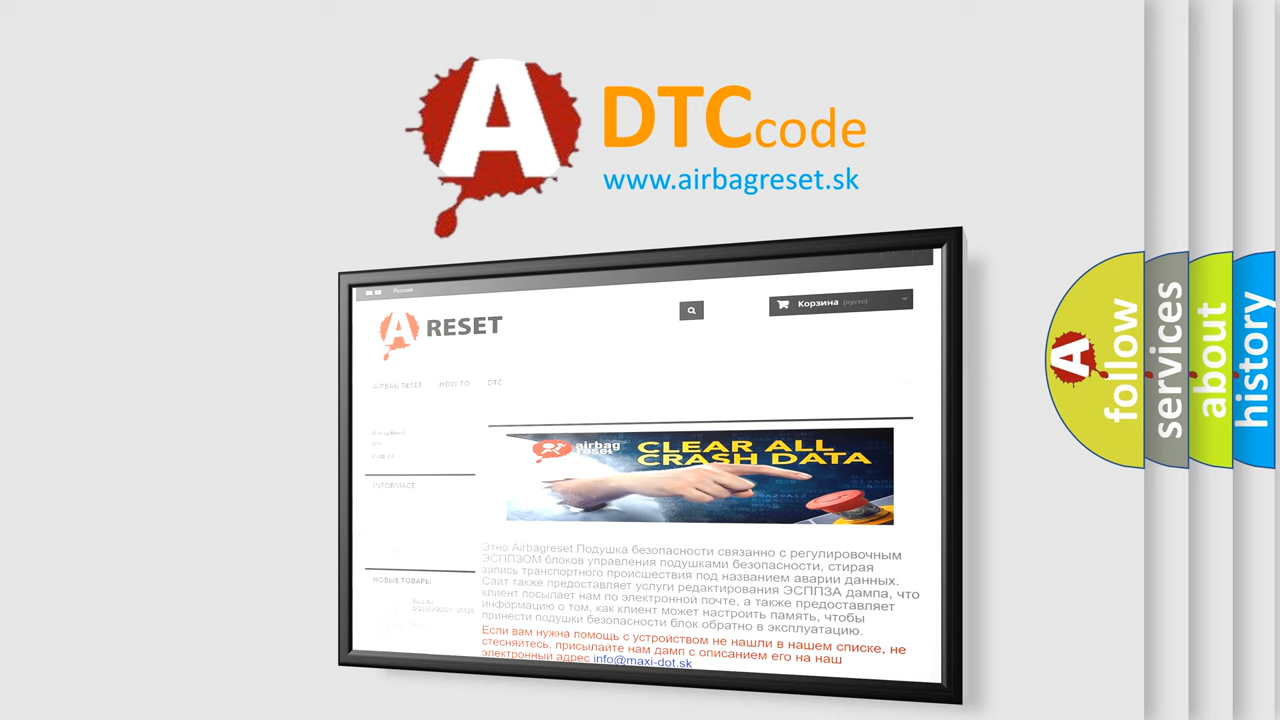 A DTCcode
www.airbagreset.sk
Русский
Корзина (пусто)
A RESET
AIRBAG RESET HOW TO DTC
airbag reset CLEAR ALL CRASH DATA
INFORMACE
НОВЫЕ ТОВАРЫ
Этно Airbagreset Подушка безопасности связанно с регулировочным
ЭСППЗОМ блоков управления подушками безопасности, стирая
запись транспортного происшествия под названием аварии данных.
Сайт также предоставляет услуги редактирования ЭСППЗА дампа, что
клиент посылает нам по электронной почте, а также предоставляет
информацию о том, как клиент может настроить память, чтобы
принести подушки безопасности блок обратно в эксплуатацию.
Если вам нужна помощь с устройством не нашли в нашем списке, не
стесняйтесь. присылайте нам дамп с описанием его на наш
электронный адрес info@maxi-dot.sk
A follow
services
about
history